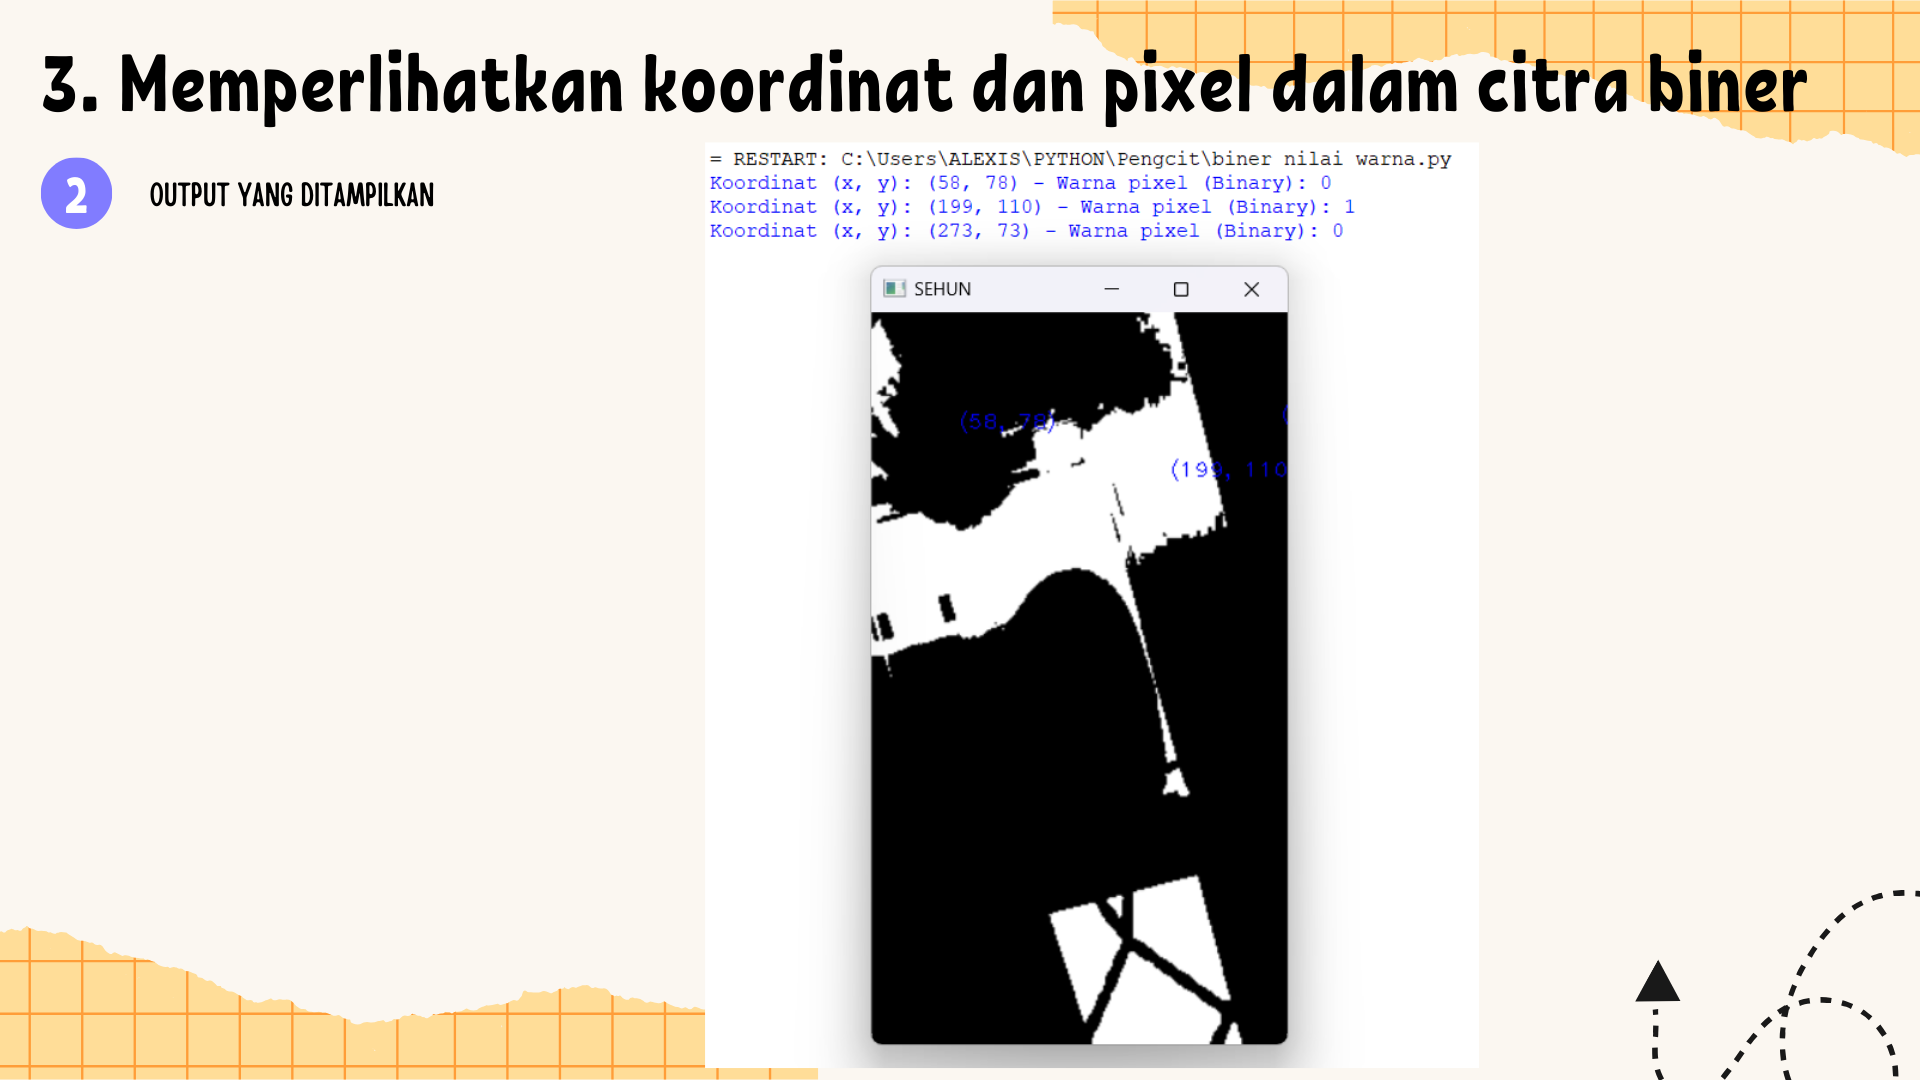 3. Memperlihatkan koordinat dan pixel dalam citra biner
2
OUTPUT YANG DITAMPILKAN
= RESTART: C:\Users\ALEXIS\PYTHON\Pengcit\biner nilai warna.py
Koordinat (x, y): (58, 78) - Warna pixel (Binary): 0
Koordinat (x, y): (199, 110) - Warna pixel (Binary): 1
Koordinat (x, y): (273, 73) - Warna pixel (Binary): 0
SEHUN
(58, 78)
(
(199, 110